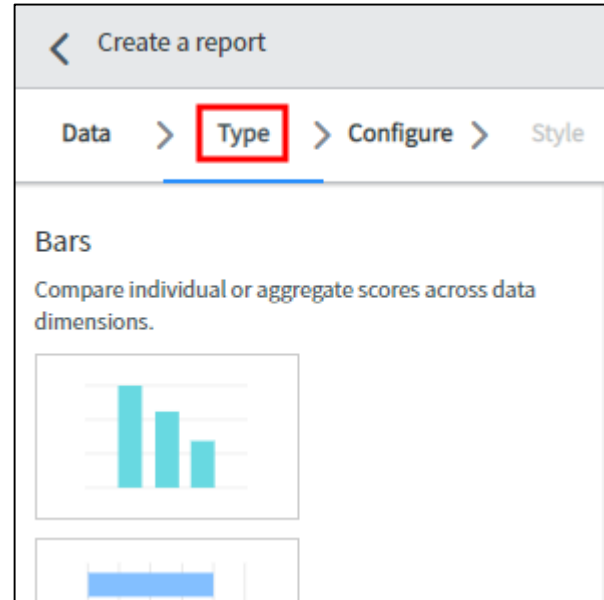 Create a report
Data > Type > Configure > Style
Bars
Compare individual or aggregate scores across data
dimensions.